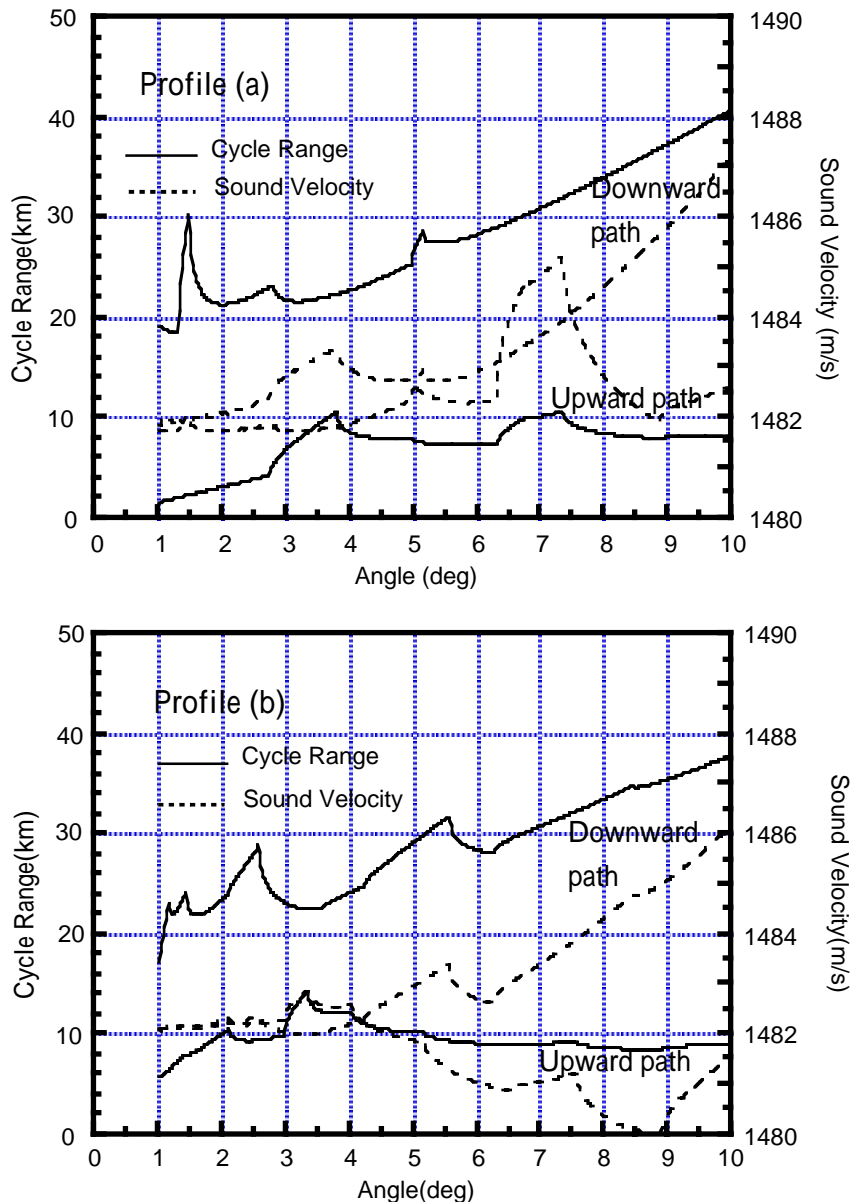 50
1490
Profile (a)
40
1488
Cycle Range
Sound Velocity
Downward
path
30
1486
Cycle Range(km)
Sound Velocity (m/s)
20
1484
Upward path
10
1482
0
1480
0 1 2 3 4 5 6 7 8 9 10
Angle (deg)
50
1490
Profile (b)
40
1488
Cycle Range
Sound Velocity
Downward
path
30
1486
Cycle Range(km)
Sound Velocity(m/s)
20
1484
10
1482
Upward path
0
1480
0 1 2 3 4 5 6 7 8 9 10
Angle(deg)